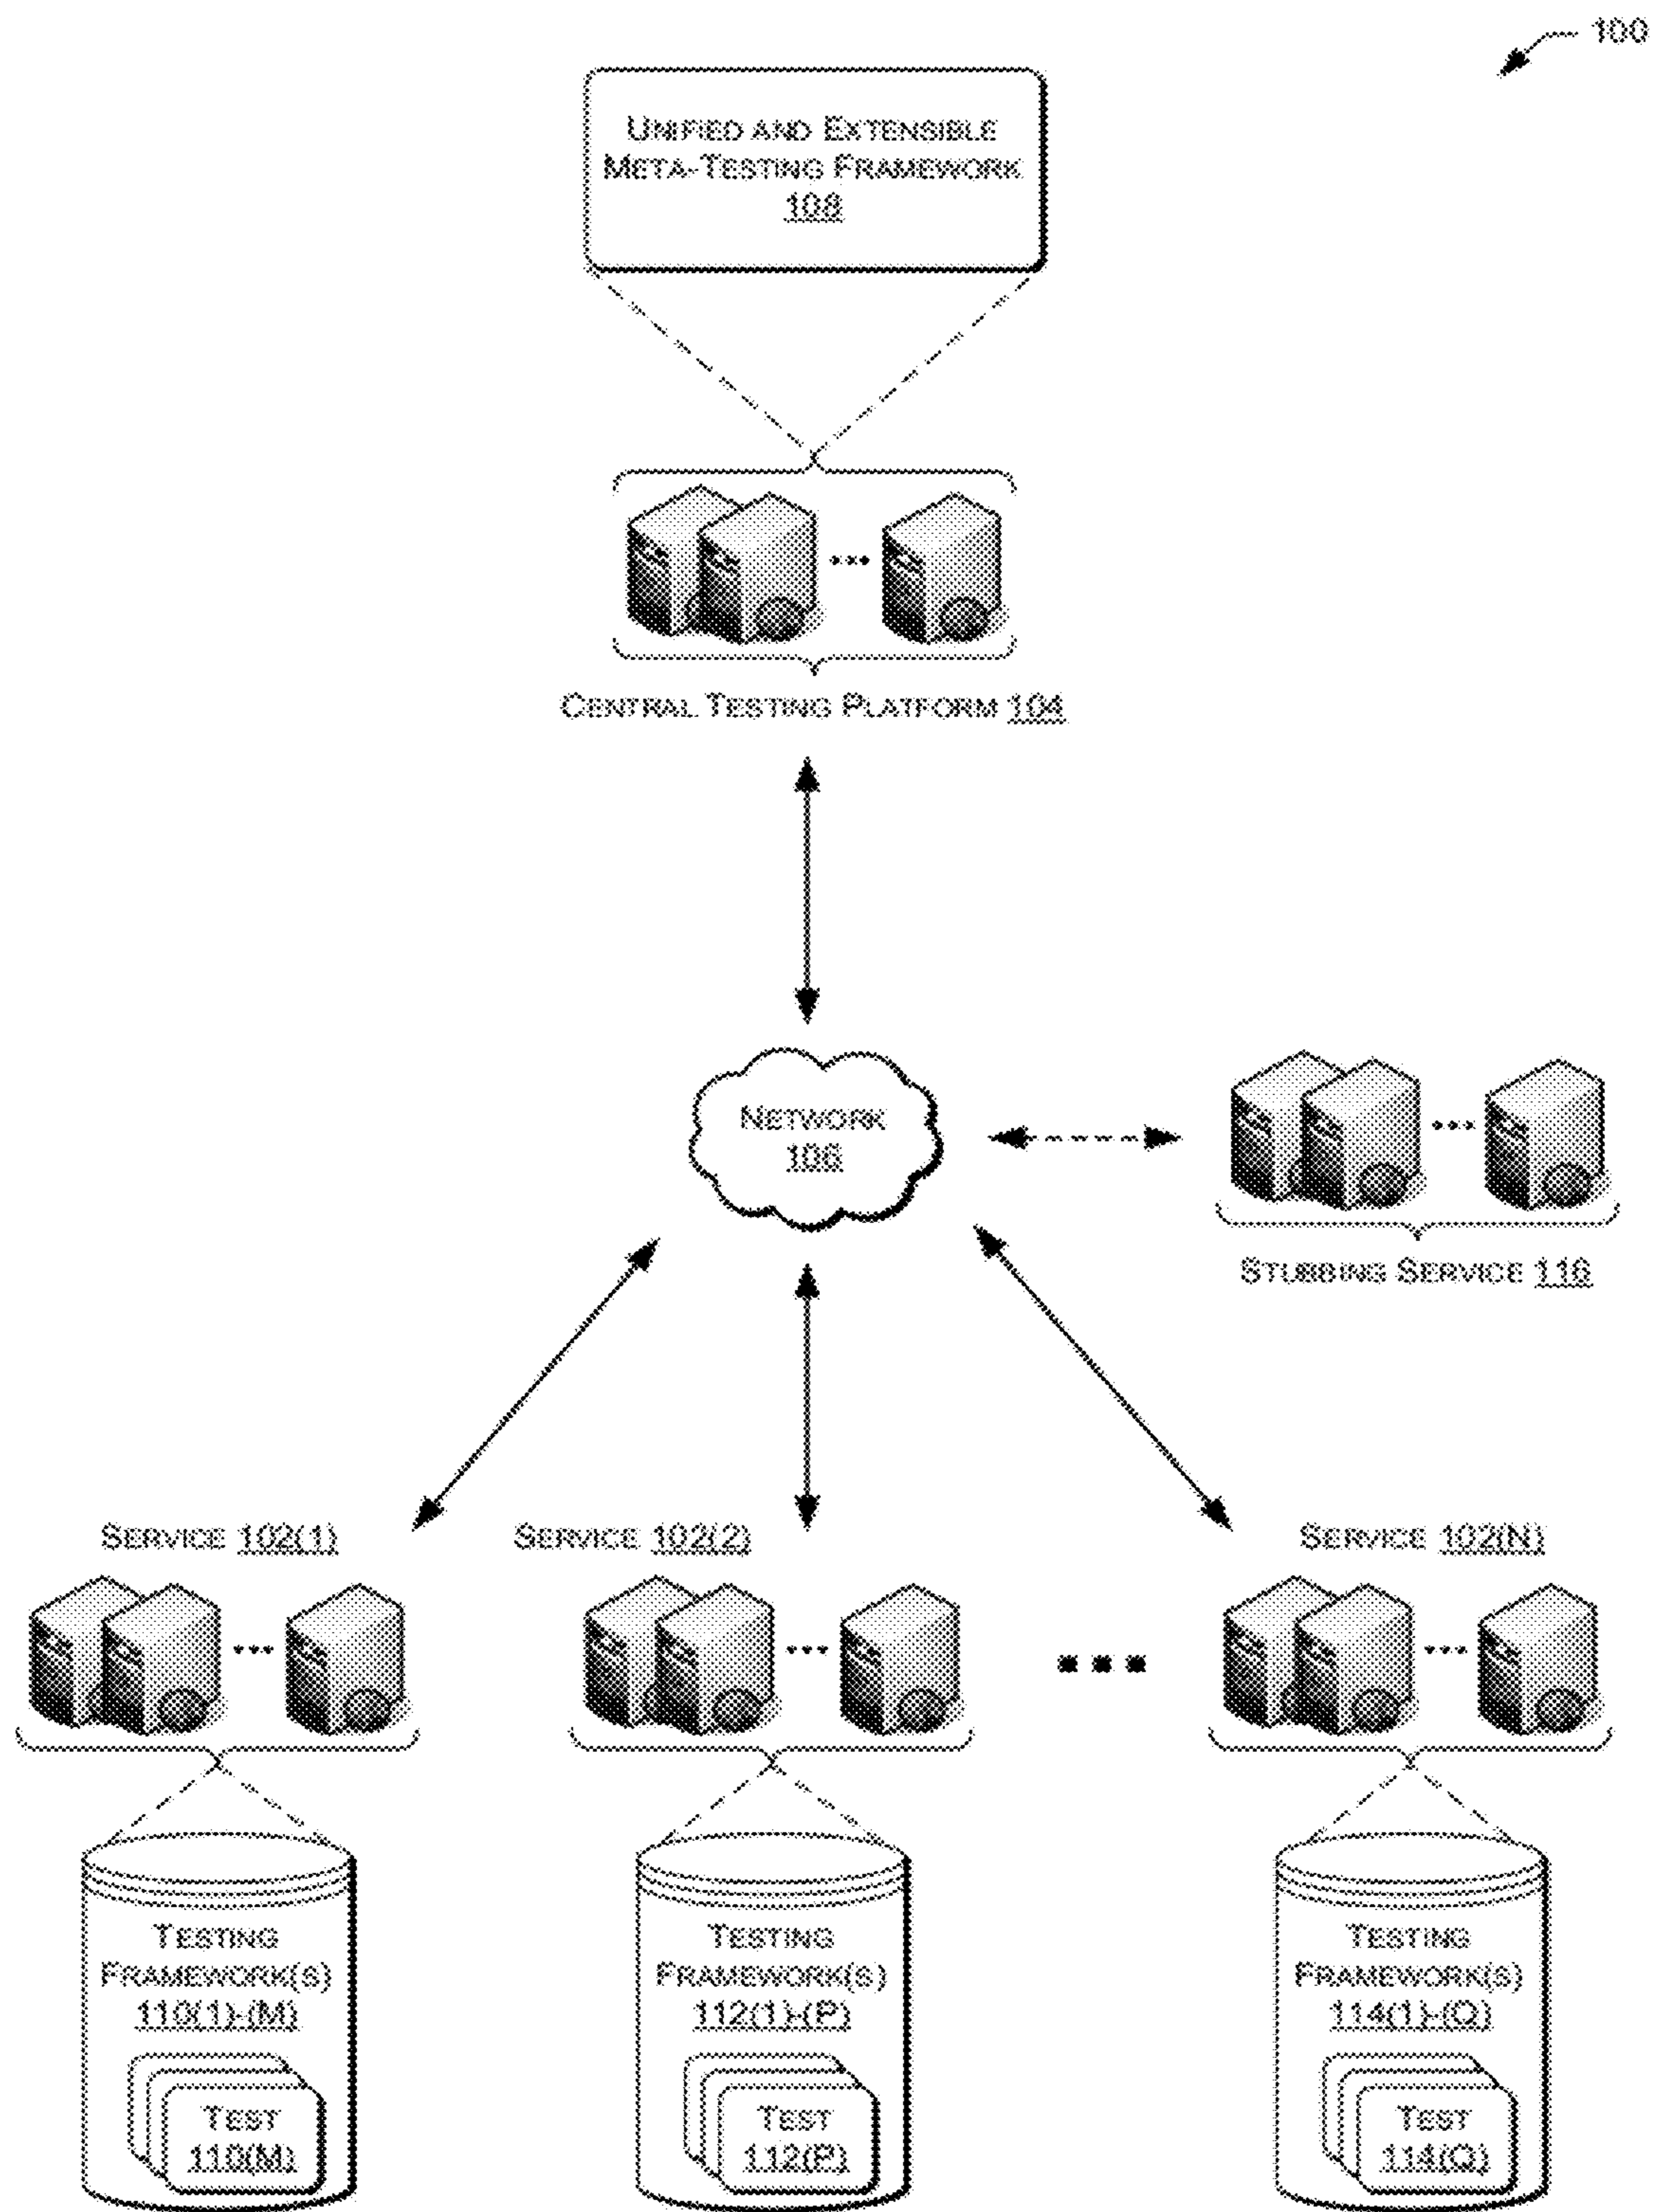 100
UNIFIED AND EXTENSIBLE
META-TESTING FRAMEWORK
108
CENTRAL TESTING PLATFORM 104
NETWORK
106
STUBBING SERVICE 116
SERVICE 102(1)
SERVICE 102(2)
SERVICE 102(N)
TESTING
FRAMEWORK(S)
110(1)-(M)
TEST
110(M)
TESTING
FRAMEWORK(S)
112(1)-(P)
TEST
112(P)
TESTING
FRAMEWORK(S)
114(1)-(Q)
TEST
114(Q)